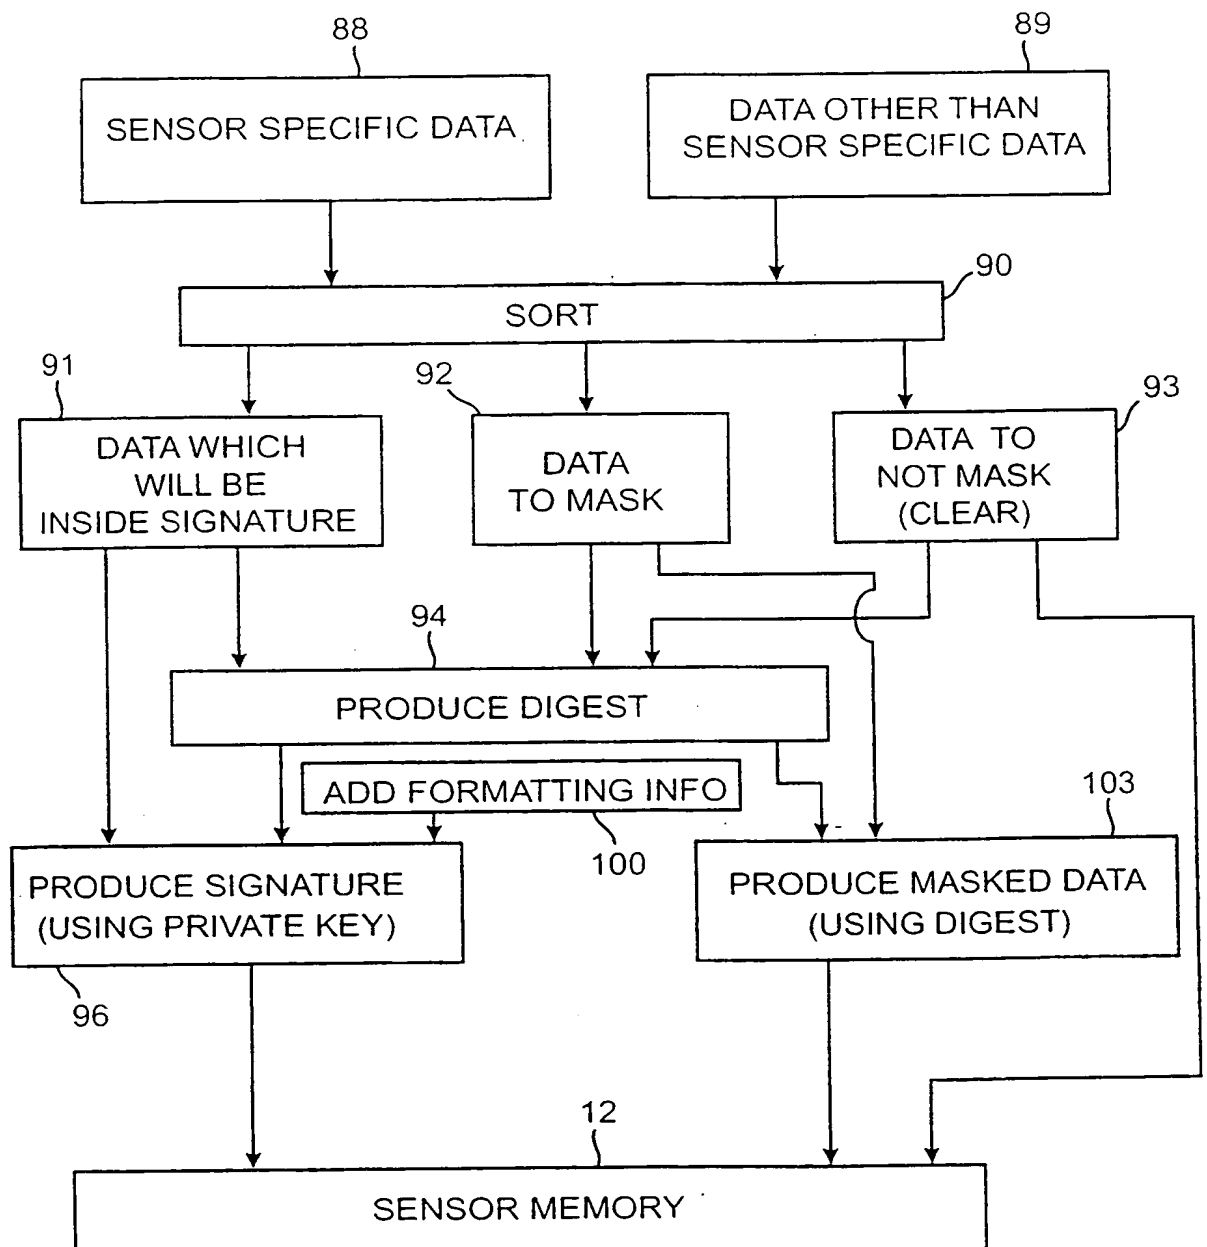 88
89
SENSOR SPECIFIC DATA
DATA OTHER THAN
SENSOR SPECIFIC DATA
90
SORT
91
92
93
DATA WHICH
WILL BE
INSIDE SIGNATURE
DATA
TO MASK
DATA TO
NOT MASK
(CLEAR)
94
PRODUCE DIGEST
ADD FORMATTING INFO
100
103
PRODUCE SIGNATURE
(USING PRIVATE KEY)
96
PRODUCE MASKED DATA
(USING DIGEST)
12
SENSOR MEMORY